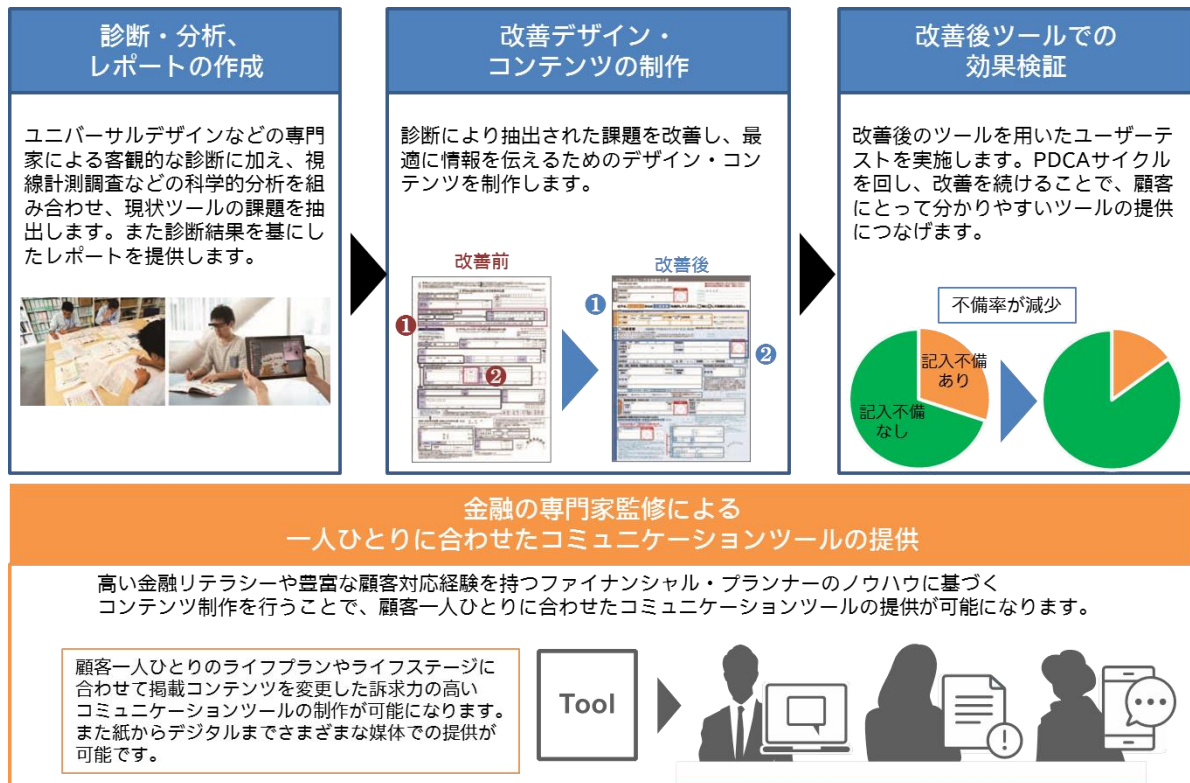 診断・分析、
レポートの作成
ユニバーサルデザインなどの専門
家による客観的な診断に加え、視
線計測調査などの科学的分析を組
み合わせ、現状ツールの課題を抽
出します。また診断結果を基にし
たレポートを提供します。
改善デザイン・
コンテンツの制作
診断により抽出された課題を改善し、最
適に情報を伝えるためのデザイン・コン
テンツを制作します。
改善前
改善後
❶
❷
❶
❷
改善後ツールでの
効果検証
改善後のツールを用いたユーザーテ
ストを実施します。PDCAサイクル
を回し、改善を続けることで、顧客
にとって分かりやすいツールの提供
につなげます。
不備率が減少
記入不備
あり
記入不備
なし
金融の専門家監修による
一人ひとりに合わせたコミュニケーションツールの提供
高い金融リテラシーや豊富な顧客対応経験を持つファイナンシャル・プランナーのノウハウに基づく
コンテンツ制作を行うことで、顧客一人ひとりに合わせたコミュニケーションツールの提供が可能になります。
顧客一人ひとりのライフプランやライフステージに
合わせて掲載コンテンツを変更した訴求力の高い
コミュニケーションツールの制作が可能になります。
また紙からデジタルまでさまざまな媒体での提供が
可能です。
Tool